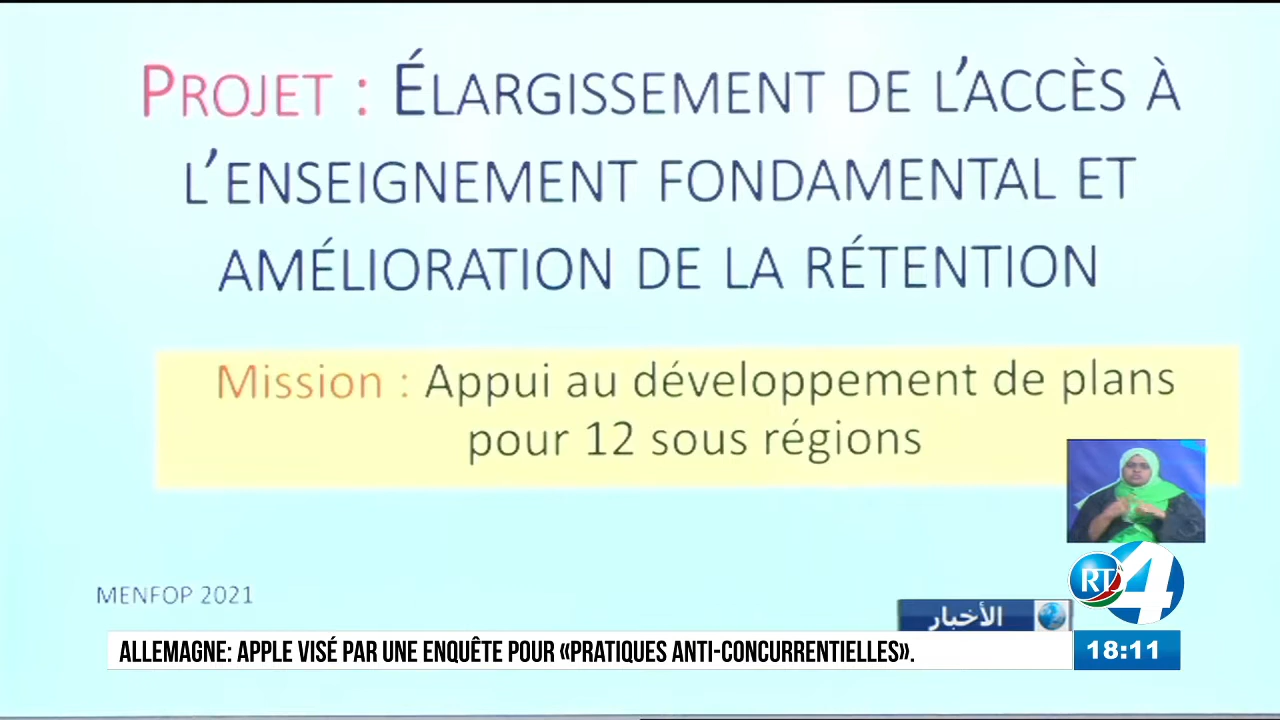 PROJET : ÉLARGISSEMENT DE L'ACCÈS À
L'ENSEIGNEMENT FONDAMENTAL ET
AMÉLIORATION DE LA RÉTENTION
Mission : Appui au développement de plans
pour 12 sous régions
MENFOP 2021
RT
4
الأخبار
ALLEMAGNE: APPLE VISÉ PAR UNE ENQUÊTE POUR «PRATIQUES ANTI-CONCURRENTIELLES».
18:11